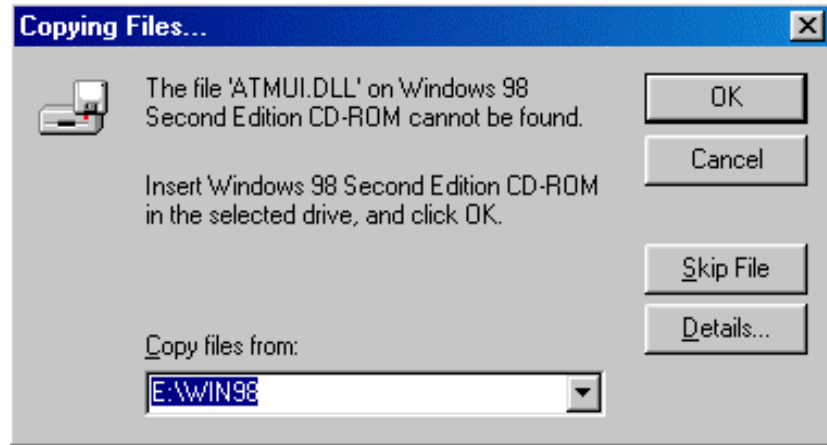 Copying Files...
The file 'ATMUI.DLL' on Windows 98
Second Edition CD-ROM cannot be found.
Insert Windows 98 Second Edition CD-ROM
in the selected drive, and click OK.
Copy files from:
E:\WIN98
OK
Cancel
Skip File
Details...